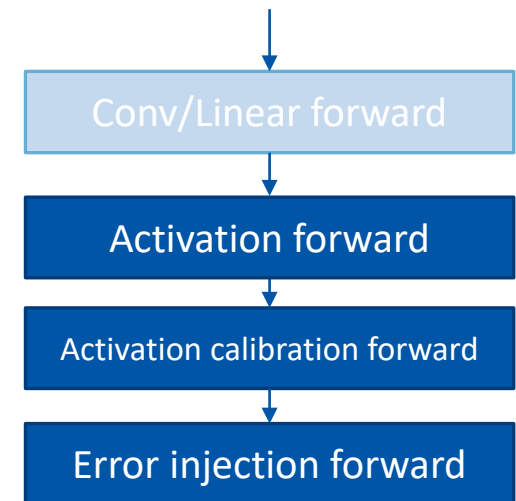 Conv/Linear forward
Activation forward
Activation calibration forward
Error injection forward